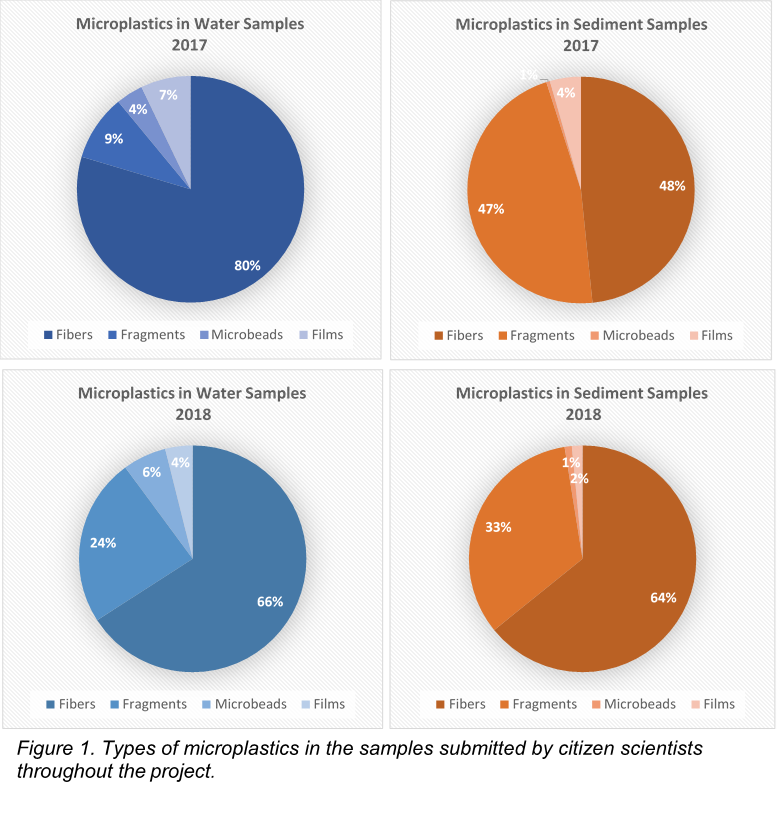 Microplastics in Water Samples
2017
7%
4%
9%
80%
Fibers Fragments Microbeads Films
Microplastics in Sediment Samples
2017
1%
4%
48%
47%
Fibers Fragments Microbeads Films
Microplastics in Water Samples
2018
4%
6%
24%
66%
Fibers Fragments Microbeads Films
Microplastics in Sediment Samples
2018
1%
2%
33%
64%
Fibers Fragments Microbeads Films
Figure 1. Types of microplastics in the samples submitted by citizen scientists
throughout the project.